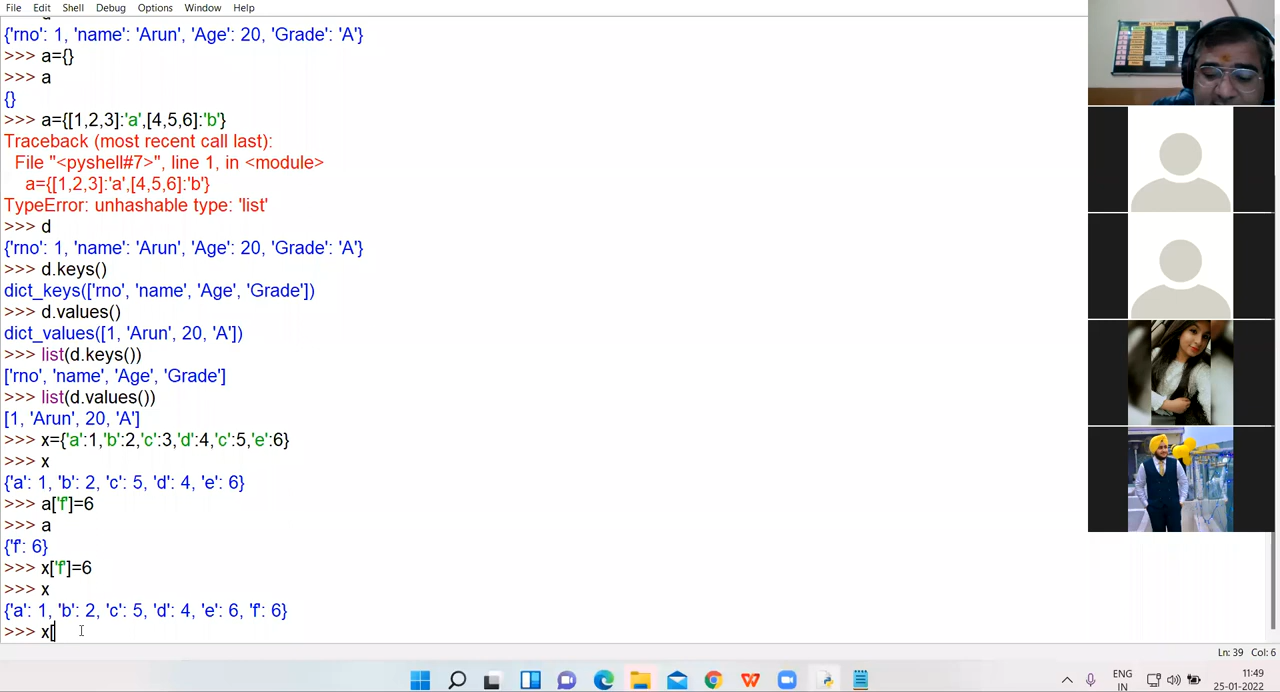 File Edit Shell Debug Options Window Help
{'rno': 1, 'name': 'Arun', 'Age': 20, 'Grade': 'A'}
>>> a={}
>>> a
{}
>>> a={[1,2,3]:'a',[4,5,6]:'b'}
Traceback (most recent call last):
File "<pyshell#7>", line 1, in <module>
a={[1,2,3]:'a',[4,5,6]:'b'}
TypeError: unhashable type: 'list'
>>> d
{'rno': 1, 'name': 'Arun', 'Age': 20, 'Grade': 'A'}
>>> d.keys()
dict_keys(['rno', 'name', 'Age', 'Grade'])
>>> d.values()
dict_values([1, 'Arun', 20, 'A'])
>>> list(d.keys())
['rno', 'name', 'Age', 'Grade']
>>> list(d.values())
[1, 'Arun', 20, 'A']
>>> x={'a':1,'b':2,'c':3,'d':4,'c':5,'e':6}
>>> x
{'a': 1, 'b': 2, 'c': 5, 'd': 4, 'e': 6}
>>> a['f']=6
>>> a
{'f': 6}
>>> x['f']=6
>>> x
{'a': 1, 'b': 2, 'c': 5, 'd': 4, 'e': 6, 'f': 6}
>>> x[
Ln: 39 Col: 6
ENG
IN
11:49
25-01-2022